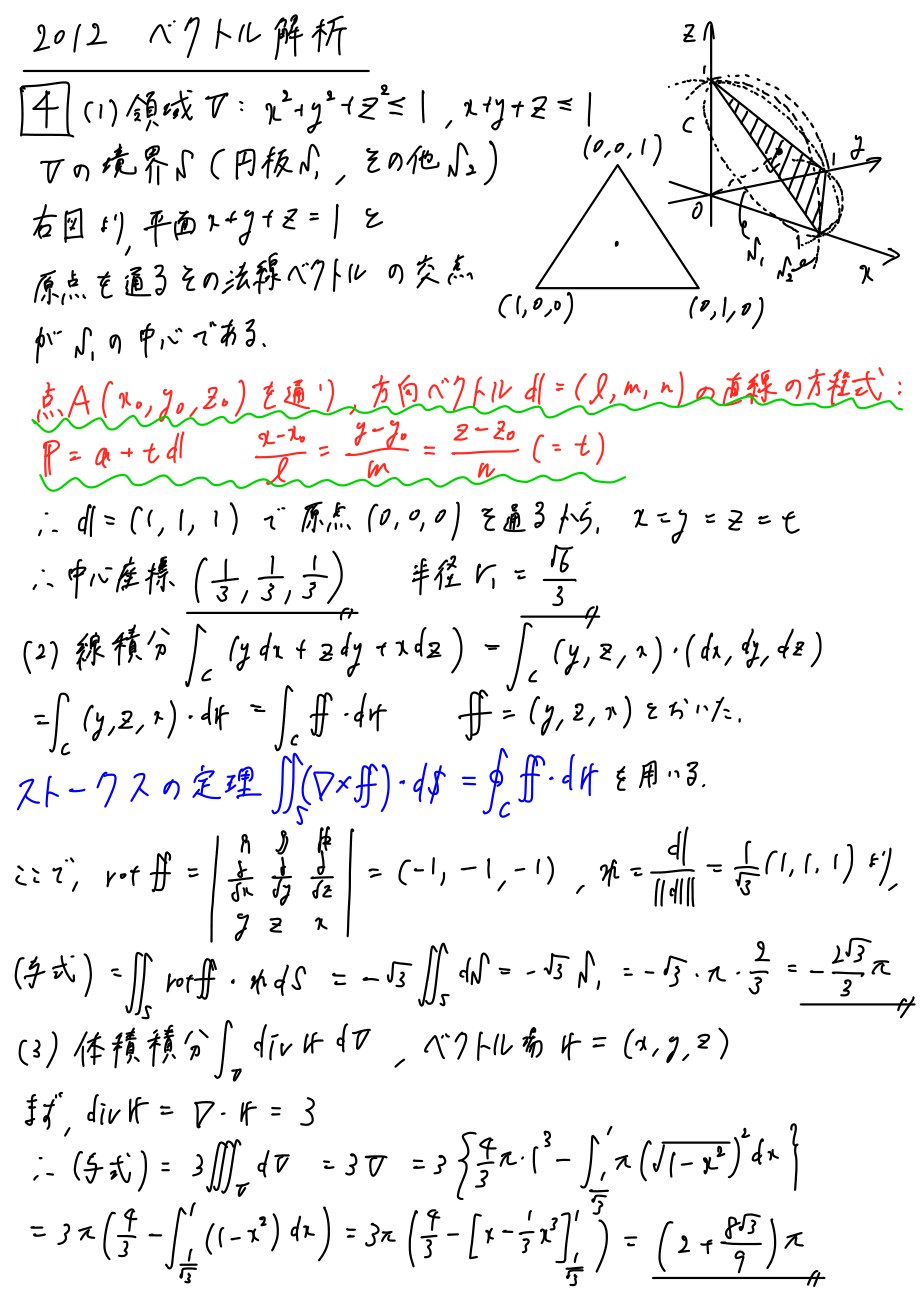 2012 ベクトル解析
4 (1) 領域 V : x²+y²+z² ≤ 1 , x+y+z ≤ 1
Vの境界S (円板S₁, その他S₂)
右図より, 平面 x+y+z = 1 と
原点を通るその法線ベクトルの交点
が S₁ の中心である.
z
1
C
O
1
y
S₁
S₂
1
x
(0,0,1)
(1,0,0)
(0,1,0)
点A(x₀, y₀, z₀) を通り, 方向ベクトル d = (l, m, n) の直線の方程式 :
p = a + t d   (x-x₀)/l = (y-y₀)/m = (z-z₀)/n (= t)
∴ d = (1, 1, 1) で 原点 (0, 0, 0) を通るから, x = y = z = t
∴ 中心座標 (1/3, 1/3, 1/3)   半径 r₁ = √6/3
(2) 線積分 ∫_C (y dx + z dy + x dz) = ∫_C (y, z, x)・(dx, dy, dz)
= ∫_C (y, z, x)・dr = ∫_C f・dr   f = (y, z, x) とおいた.
ストークスの定理 ∬_S (∇×f)・dS = ∮_C f・dr を用いる.
ここで, rot f = | i j k ; ∂/∂x ∂/∂y ∂/∂z ; y z x | = (-1, -1, -1) , n = d/||d|| = 1/√3 (1, 1, 1) より,
(与式) = ∬_S rot f・n dS = -√3 ∬_S dS = -√3 S₁ = -√3・π・2/3 = -2√3/3 π
(3) 体積積分 ∫_V div r dV , ベクトル場 r = (x, y, z)
まず, div r = ∇・r = 3
∴ (与式) = 3∭_V dV = 3V = 3{4/3 π・1³ - ∫_{1/√3}^1 π(√(1-x²))² dx}
= 3π(4/3 - ∫_{1/√3}^1 (1-x²) dx) = 3π(4/3 - [x - 1/3 x³]_{1/√3}^1) = (2 + 8√3/9)π